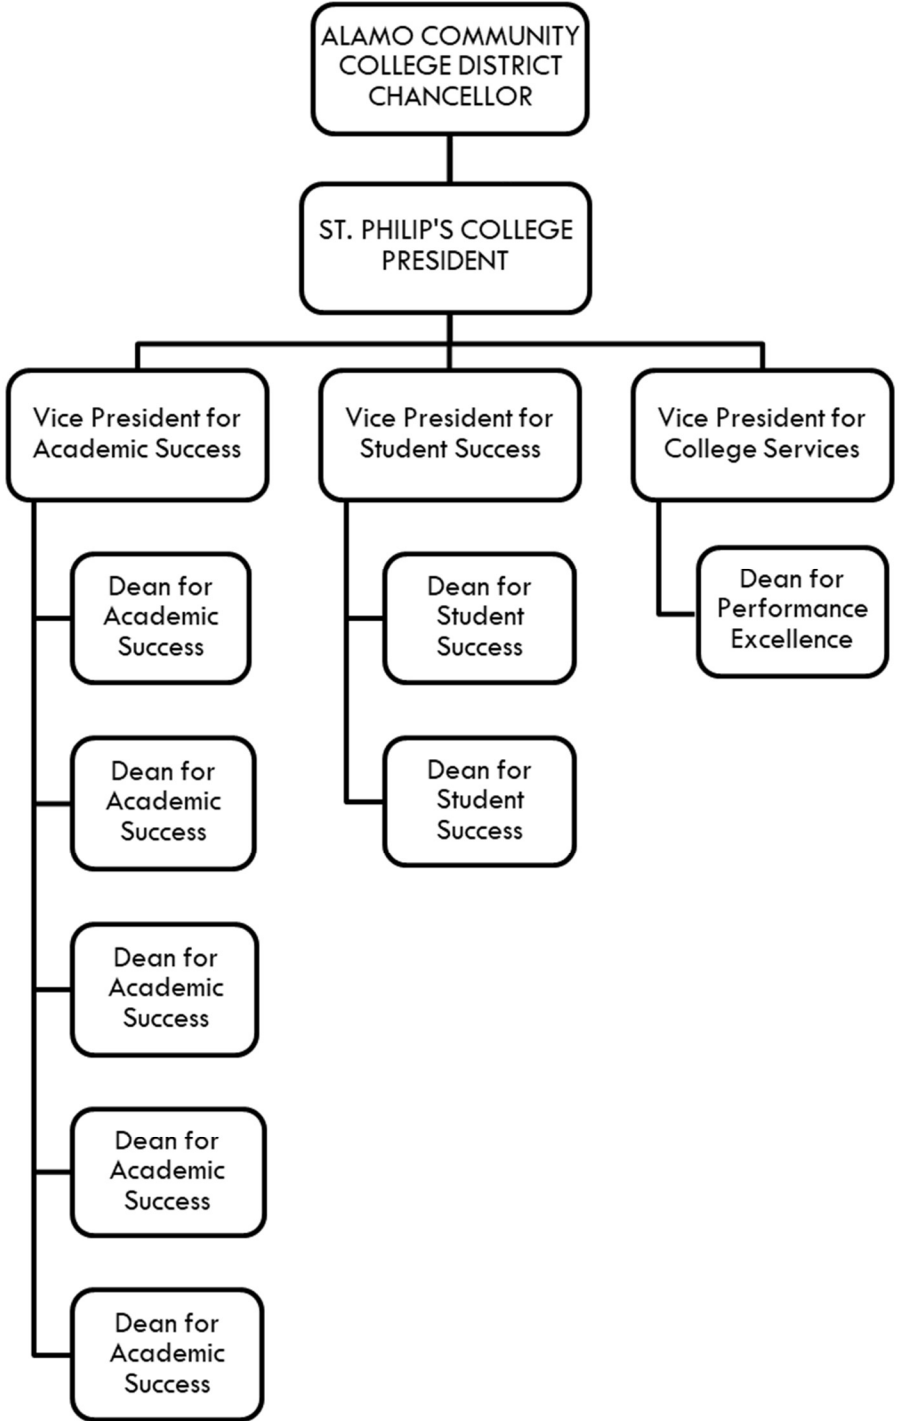 ALAMO COMMUNITY
COLLEGE DISTRICT
CHANCELLOR
ST. PHILIP'S COLLEGE
PRESIDENT
Vice President for
Academic Success
Vice President for
Student Success
Vice President for
College Services
Dean for
Academic
Success
Dean for
Academic
Success
Dean for
Academic
Success
Dean for
Academic
Success
Dean for
Academic
Success
Dean for
Student
Success
Dean for
Student
Success
Dean for
Performance
Excellence